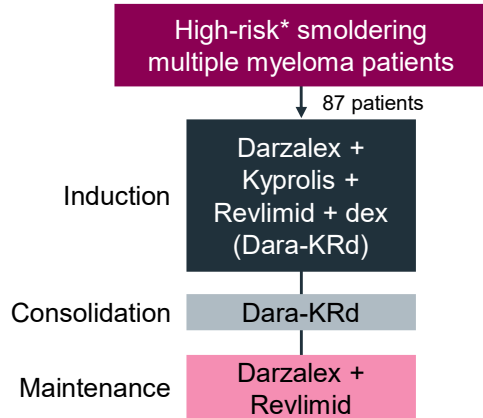 High-risk* smoldering
multiple myeloma patients
87 patients
Induction
Darzalex +
Kyprolis +
Revlimid + dex
(Dara-KRd)
Consolidation
Dara-KRd
Maintenance
Darzalex +
Revlimid